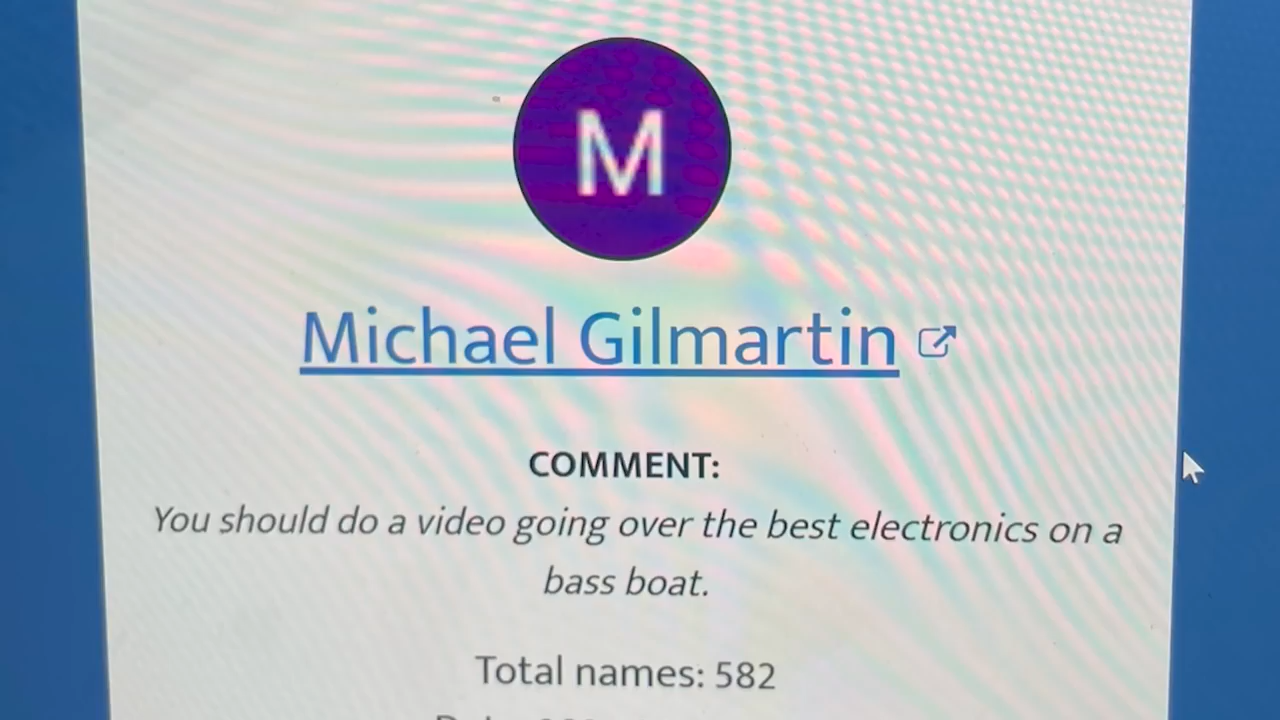 M
Michael Gilmartin
COMMENT:
You should do a video going over the best electronics on a
bass boat.
Total names: 582